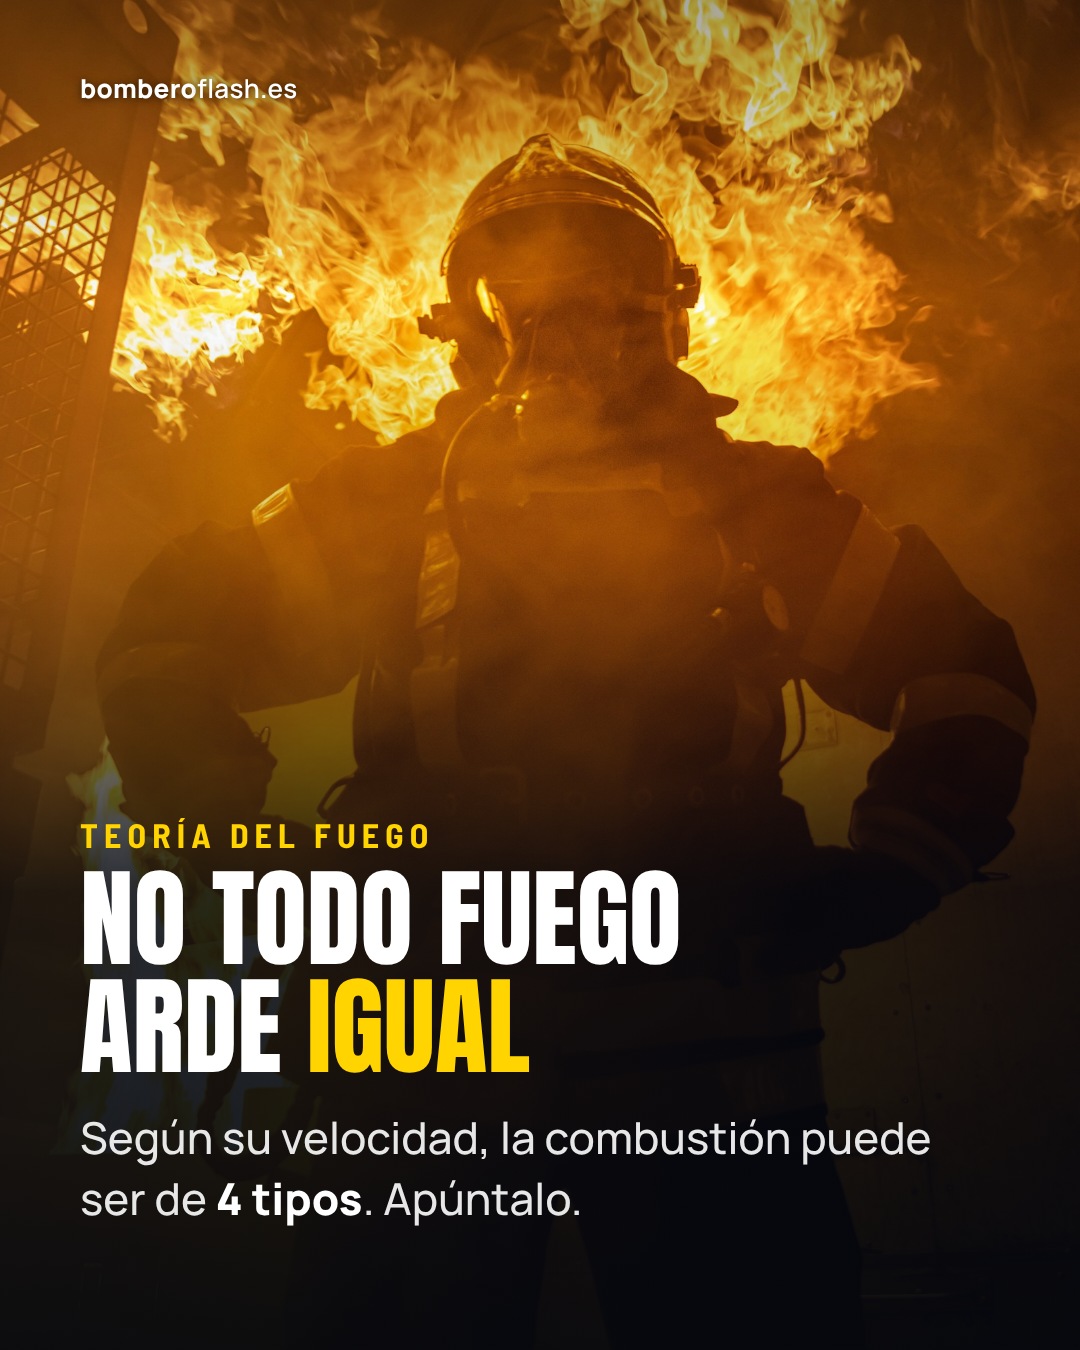 bomberoflash.es
TEORÍA DEL FUEGO
NO TODO FUEGO
ARDE IGUAL
Según su velocidad, la combustión puede
ser de 4 tipos. Apúntalo.